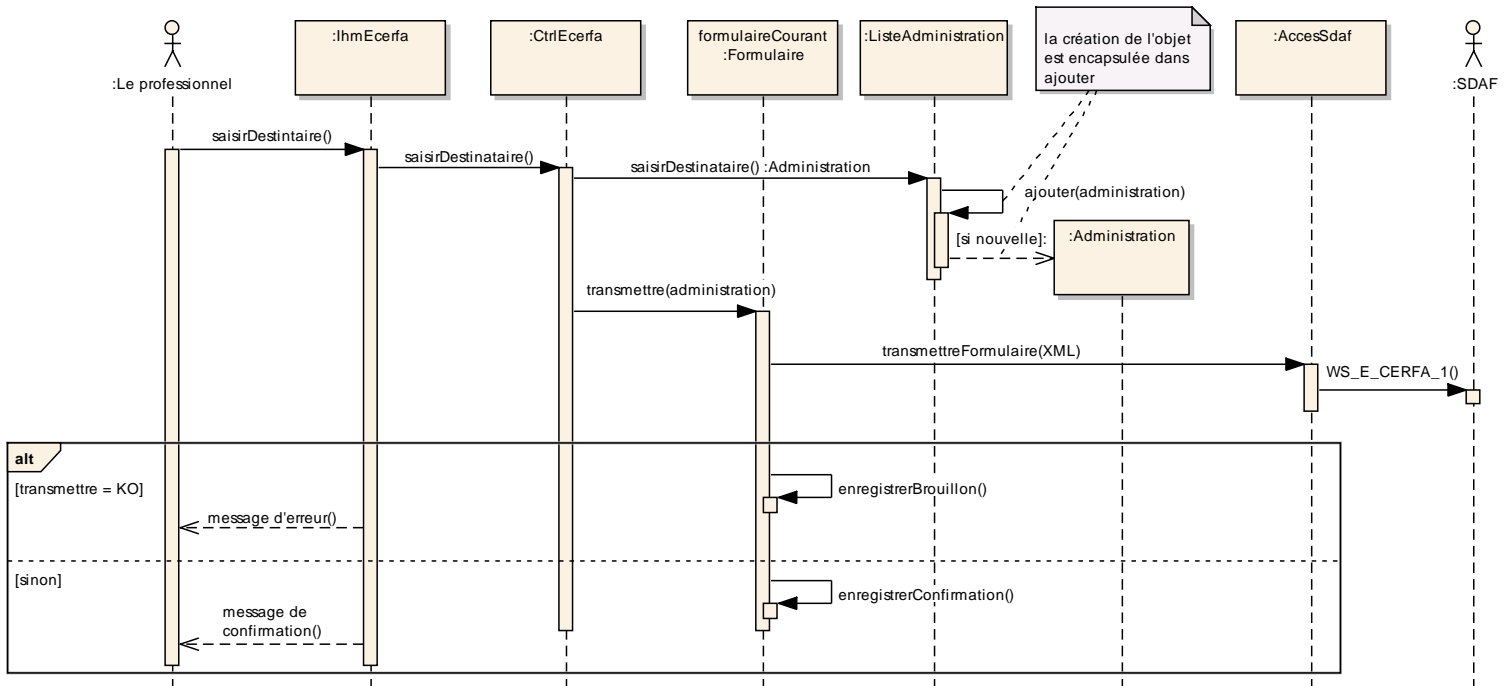 :Le professionnel
:IhmEcerfa
:CtrlEcerfa
formulaireCourant
:Formulaire
:ListeAdministration
la création de l'objet
est encapsulée dans
ajouter
:AccesSdaf
:SDAF
saisirDestintaire()
saisirDestinataire()
saisirDestinataire() :Administration
ajouter(administration)
[si nouvelle]:
:Administration
transmettre(administration)
transmettreFormulaire(XML)
WS_E_CERFA_1()
alt
[transmettre = KO]
enregistrerBrouillon()
message d'erreur()
[sinon]
enregistrerConfirmation()
message de
confirmation()